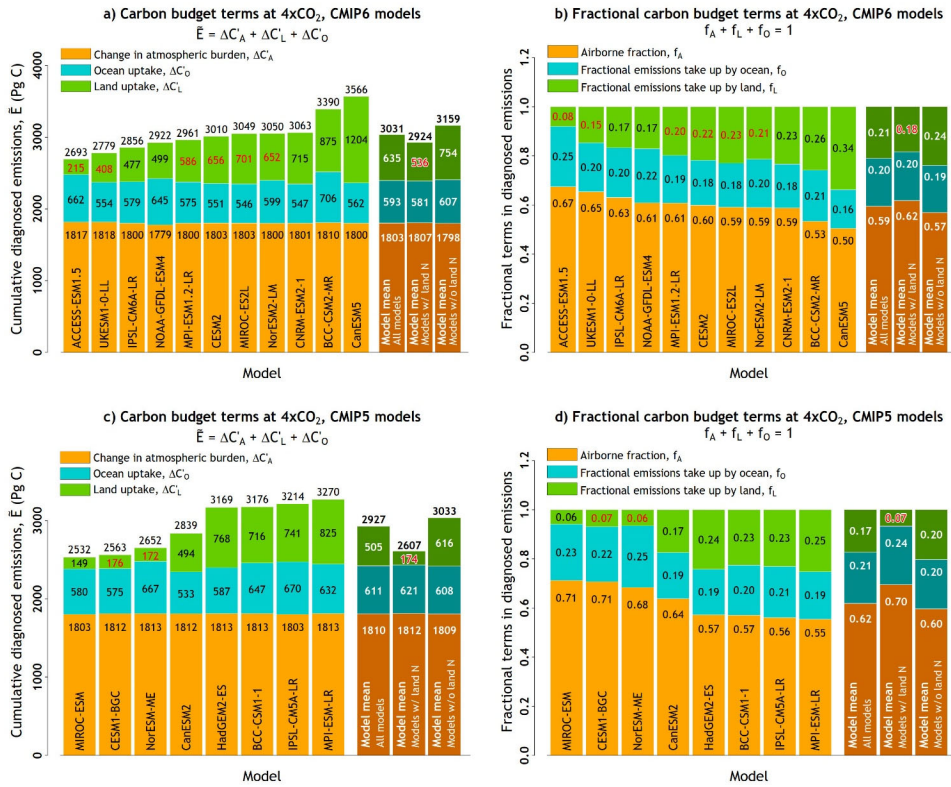 a) Carbon budget terms at 4xCO₂, CMIP6 models
Ẽ = ΔC'A + ΔC'L + ΔC'O
Change in atmospheric burden, ΔC'A
Ocean uptake, ΔC'O
Land uptake, ΔC'L
Cumulative diagnosed emissions, Ẽ (Pg C)
0 1000 2000 3000 4000
2693 2779 2856 2922 2961 3010 3049 3050 3063 3390 3566 3031 2924 3159
215 408 477 499 586 656 701 652 715 875 1204 635 536 754
662 554 579 645 575 551 546 599 547 706 562 593 581 607
1817 1818 1800 1779 1800 1803 1803 1800 1801 1810 1800 1803 1807 1798
ACCESS-ESM1.5
UKESM1-0-LL
IPSL-CM6A-LR
NOAA-GFDL-ESM4
MPI-ESM1.2-LR
CESM2
MIROC-ES2L
NorESM2-LM
CNRM-ESM2-1
BCC-CSM2-MR
CanESM5
Model mean
All models
Model mean
Models w/ land N
Model mean
Models w/o land N
Model
b) Fractional carbon budget terms at 4xCO₂, CMIP6 models
fA + fL + fO = 1
Airborne fraction, fA
Fractional emissions take up by ocean, fO
Fractional emissions take up by land, fL
Fractional terms in diagnosed emissions
0.0 0.2 0.4 0.6 0.8 1.0 1.2
0.08 0.15 0.17 0.17 0.20 0.22 0.23 0.21 0.23 0.26 0.34 0.21 0.18 0.24
0.25 0.20 0.20 0.22 0.19 0.18 0.18 0.20 0.18 0.21 0.16 0.20 0.20 0.19
0.67 0.65 0.63 0.61 0.61 0.60 0.59 0.59 0.59 0.53 0.50 0.59 0.62 0.57
ACCESS-ESM1.5
UKESM1-0-LL
IPSL-CM6A-LR
NOAA-GFDL-ESM4
MPI-ESM1.2-LR
CESM2
MIROC-ES2L
NorESM2-LM
CNRM-ESM2-1
BCC-CSM2-MR
CanESM5
Model mean
All models
Model mean
Models w/ land N
Model mean
Models w/o land N
Model
c) Carbon budget terms at 4xCO₂, CMIP5 models
Ẽ = ΔC'A + ΔC'L + ΔC'O
Change in atmospheric burden, ΔC'A
Ocean uptake, ΔC'O
Land uptake, ΔC'L
Cumulative diagnosed emissions, Ẽ (Pg C)
0 1000 2000 3000
2532 2563 2652 2839 3169 3176 3214 3270 2927 2607 3033
149 176 172 494 768 716 741 825 505 174 616
580 575 667 533 587 647 670 632 611 621 608
1803 1812 1813 1812 1813 1813 1803 1813 1810 1812 1809
MIROC-ESM
CESM1-BGC
NorESM-ME
CanESM2
HadGEM2-ES
BCC-CSM1-1
IPSL-CM5A-LR
MPI-ESM-LR
Model mean
All models
Model mean
Models w/ land N
Model mean
Models w/o land N
Model
d) Fractional carbon budget terms at 4xCO₂, CMIP5 models
fA + fL + fO = 1
Airborne fraction, fA
Fractional emissions take up by ocean, fO
Fractional emissions take up by land, fL
Fractional terms in diagnosed emissions
0.0 0.2 0.4 0.6 0.8 1.0 1.2
0.06 0.07 0.06 0.17 0.24 0.23 0.23 0.25 0.17 0.07 0.20
0.23 0.22 0.25 0.19 0.19 0.20 0.21 0.19 0.21 0.24 0.20
0.71 0.71 0.68 0.64 0.57 0.57 0.56 0.55 0.62 0.70 0.60
MIROC-ESM
CESM1-BGC
NorESM-ME
CanESM2
HadGEM2-ES
BCC-CSM1-1
IPSL-CM5A-LR
MPI-ESM-LR
Model mean
All models
Model mean
Models w/ land N
Model mean
Models w/o land N
Model